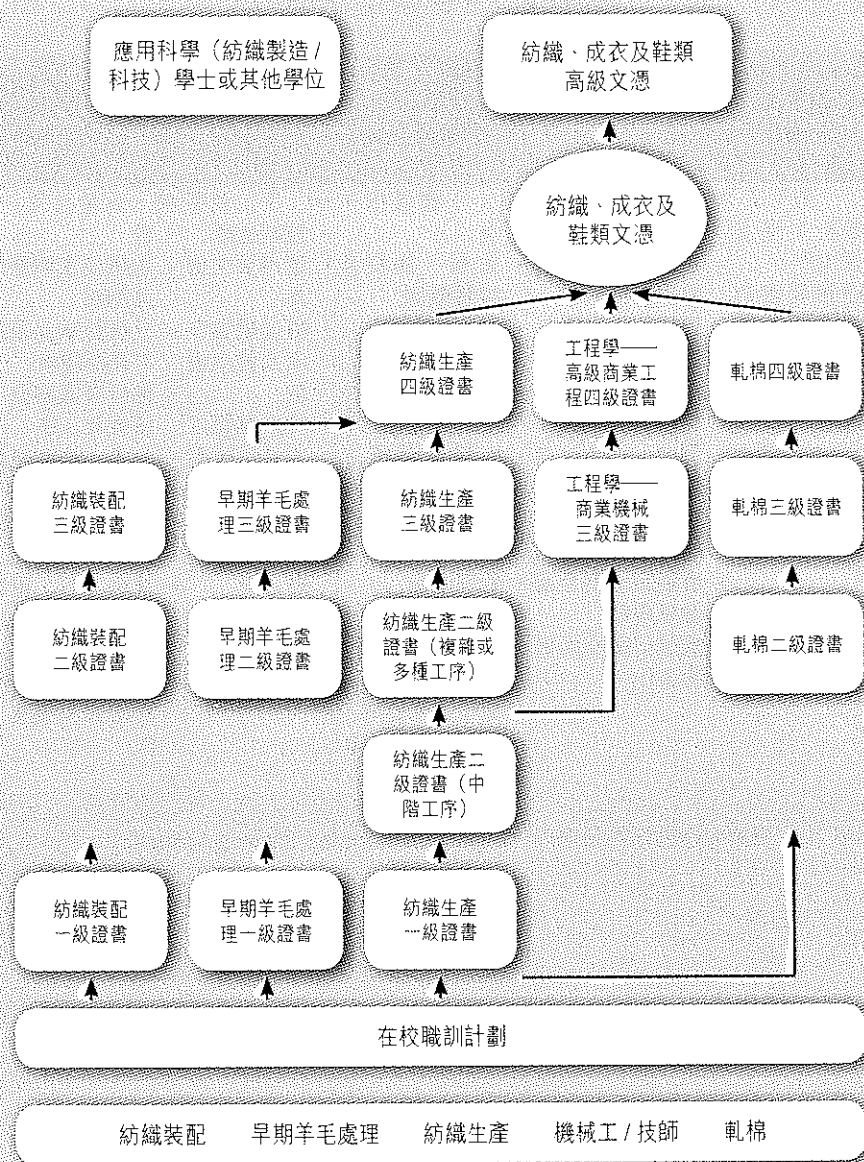 應用科學（紡織製造 /
科技）學士或其他學位
紡織、成衣及鞋類
高級文憑
紡織、成衣及
鞋類文憑
紡織生產
四級證書
工程學——
高級商業工
程四級證書
軋棉四級證書
紡織裝配
三級證書
早期羊毛處
理三級證書
紡織生產
三級證書
工程學——
商業機械
三級證書
軋棉三級證書
紡織裝配
二級證書
早期羊毛處
理二級證書
紡織生產二級
證書（複雜或
多種工序）
軋棉二級證書
紡織生產二
級證書（中
階工序）
紡織裝配
一級證書
早期羊毛處
理一級證書
紡織生產
一級證書
在校職訓計劃
紡織裝配 早期羊毛處理 紡織生產 機械工 / 技師 軋棉